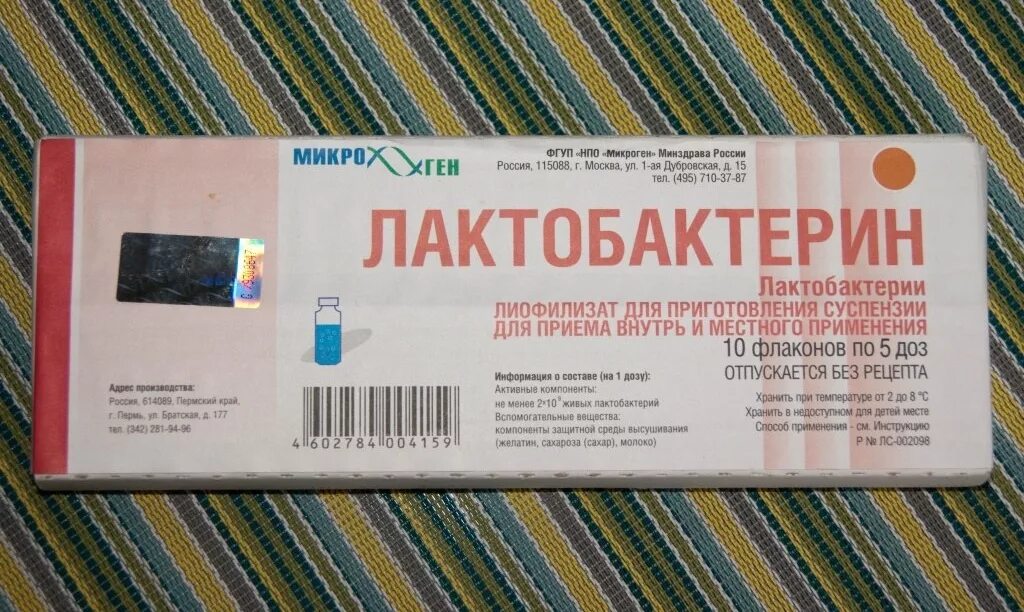 МИКРОГЕН
ФГУП «НПО «Микроген» Минздрава России
Россия, 115088, г. Москва, ул. 1-ая Дубровская, д. 15
тел. (495) 710-37-87
ЛАКТОБАКТЕРИН
Лактобактерии
ЛИОФИЛИЗАТ ДЛЯ ПРИГОТОВЛЕНИЯ СУСПЕНЗИИ
ДЛЯ ПРИЕМА ВНУТРЬ И МЕСТНОГО ПРИМЕНЕНИЯ
10 флаконов по 5 доз
ОТПУСКАЕТСЯ БЕЗ РЕЦЕПТА
Хранить при температуре от 2 до 8 °С
Хранить в недоступном для детей месте
Способ применения - см. Инструкцию
Р № ЛС-002098
Информация о составе (на 1 дозу):
Активные компоненты:
не менее 2*10⁹ живых лактобактерий
Вспомогательные вещества:
компоненты защитной среды высушивания
(желатин, сахароза (сахар), молоко)
Адрес производства:
Россия, 614089, Пермский край,
г. Пермь, ул. Братская, д. 177
тел. (342) 281-94-96
4 602784 004159